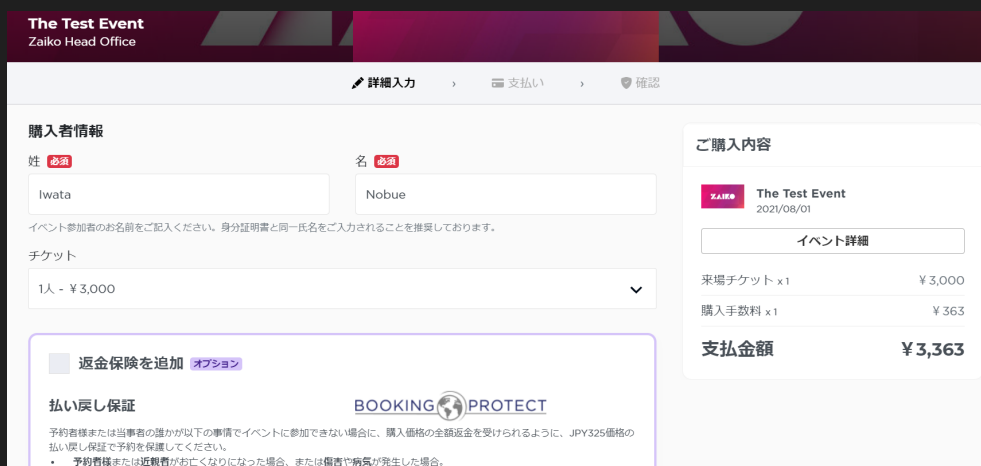 The Test Event
Zaiko Head Office
詳細入力 › 支払い › 確認
購入者情報
姓 必須
名 必須
Iwata
Nobue
イベント参加者のお名前をご記入ください。身分証明書と同一氏名をご入力されることを推奨しております。
チケット
1人 - ¥3,000
返金保険を追加 オプション
払い戻し保証
BOOKING PROTECT
予約者様または当事者の誰かが以下の事情でイベントに参加できない場合に、購入価格の全額返金を受けられるように、JPY325価格の
払い戻し保証で予約を保護してください。
• 予約者様または近親者がお亡くなりになった場合、または傷害や病気が発生した場合。
ご購入内容
ZAIKO
The Test Event
2021/08/01
イベント詳細
来場チケット x 1 ¥3,000
購入手数料 x 1 ¥363
支払金額 ¥3,363